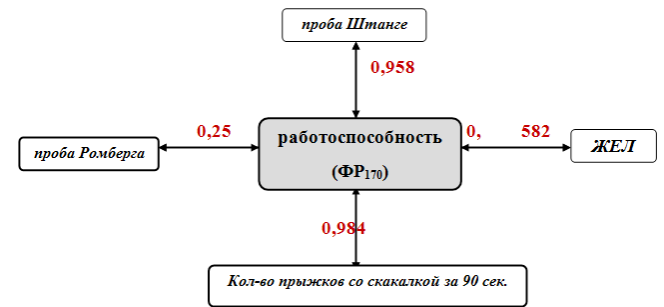 проба Штанге
0,958
0,25
работоспособность
0, 582
проба Ромберга
ЖЕЛ
(ФР170)
0,984
Кол-во прыжков со скакалкой за 90 сек.